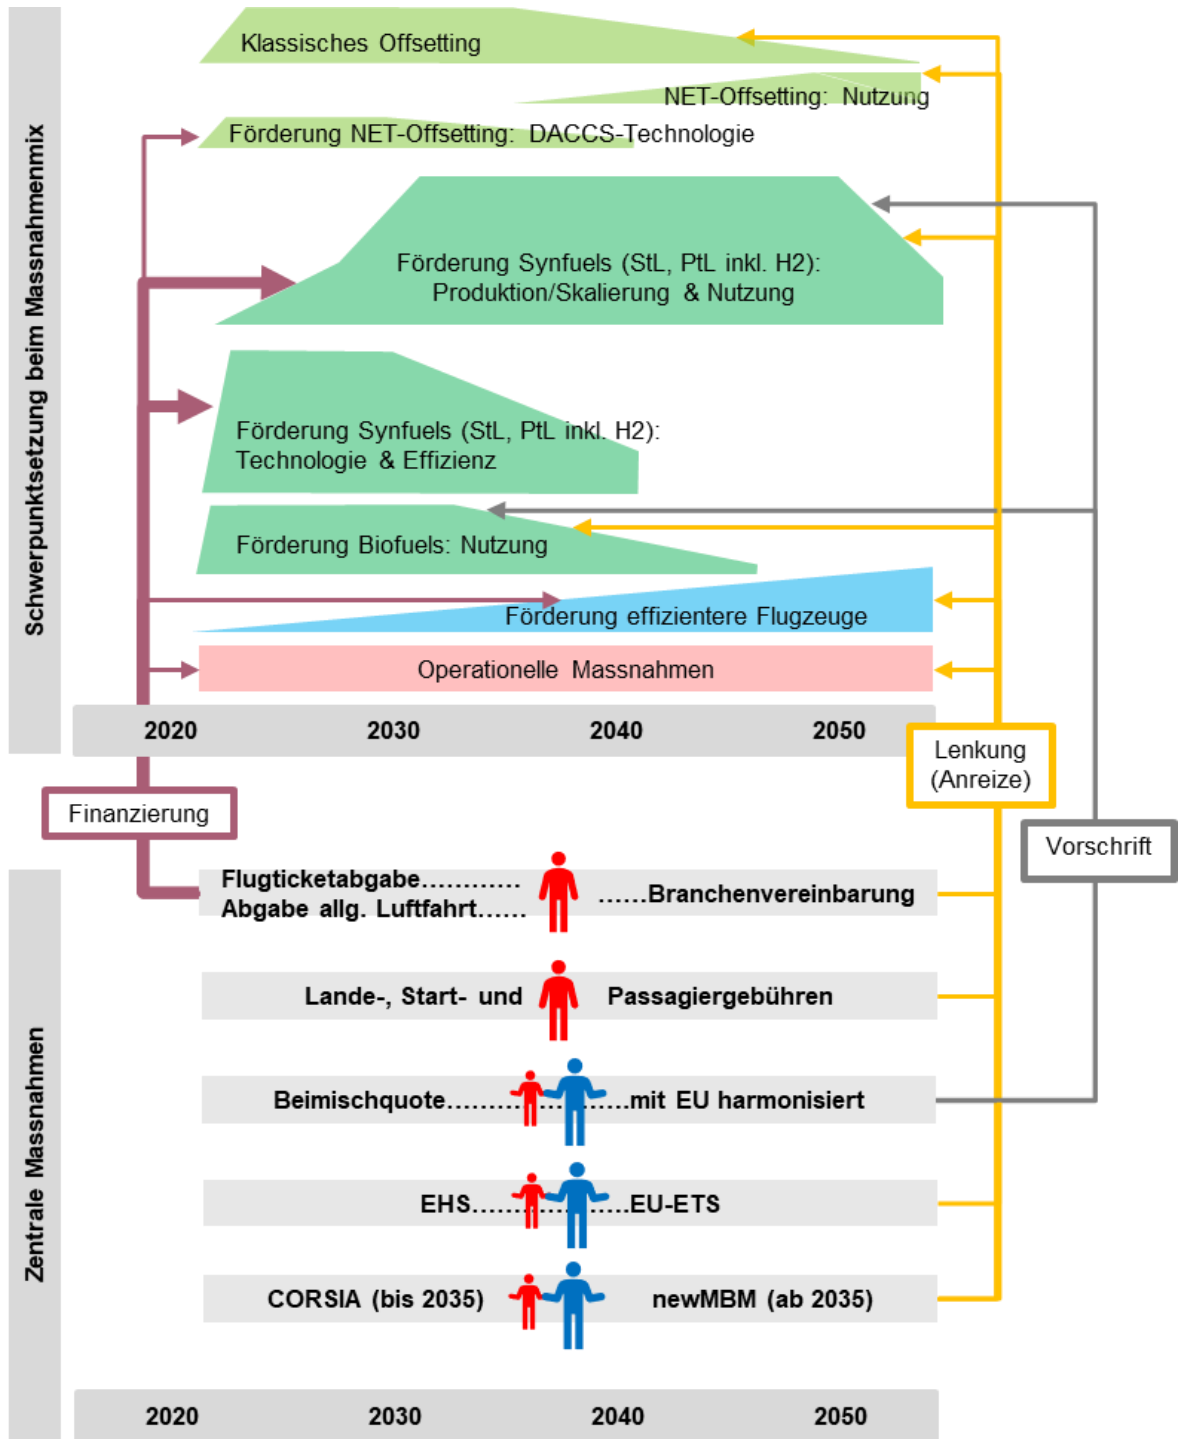 Schwerpunktsetzung beim Massnahmenmix
Klassisches Offsetting
NET-Offsetting: Nutzung
Förderung NET-Offsetting: DACCS-Technologie
Förderung Synfuels (StL, PtL inkl. H2):
Produktion/Skalierung & Nutzung
Förderung Synfuels (StL, PtL inkl. H2):
Technologie & Effizienz
Förderung Biofuels: Nutzung
Förderung effizientere Flugzeuge
Operationelle Massnahmen
2020 2030 2040 2050
Lenkung
(Anreize)
Finanzierung
Vorschrift
Zentrale Massnahmen
Flugticketabgabe............
Abgabe allg. Luftfahrt......
......Branchenvereinbarung
Lande-, Start- und Passagiergebühren
Beimischquote.......................mit EU harmonisiert
EHS....................EU-ETS
CORSIA (bis 2035) newMBM (ab 2035)
2020 2030 2040 2050